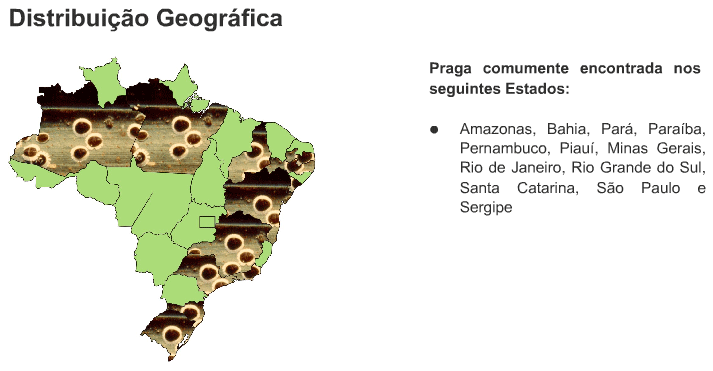 Distribuição Geográfica
Praga comumente encontrada nos
seguintes Estados:
● Amazonas, Bahia, Pará, Paraíba,
Pernambuco, Piauí, Minas Gerais,
Rio de Janeiro, Rio Grande do Sul,
Santa Catarina, São Paulo e
Sergipe